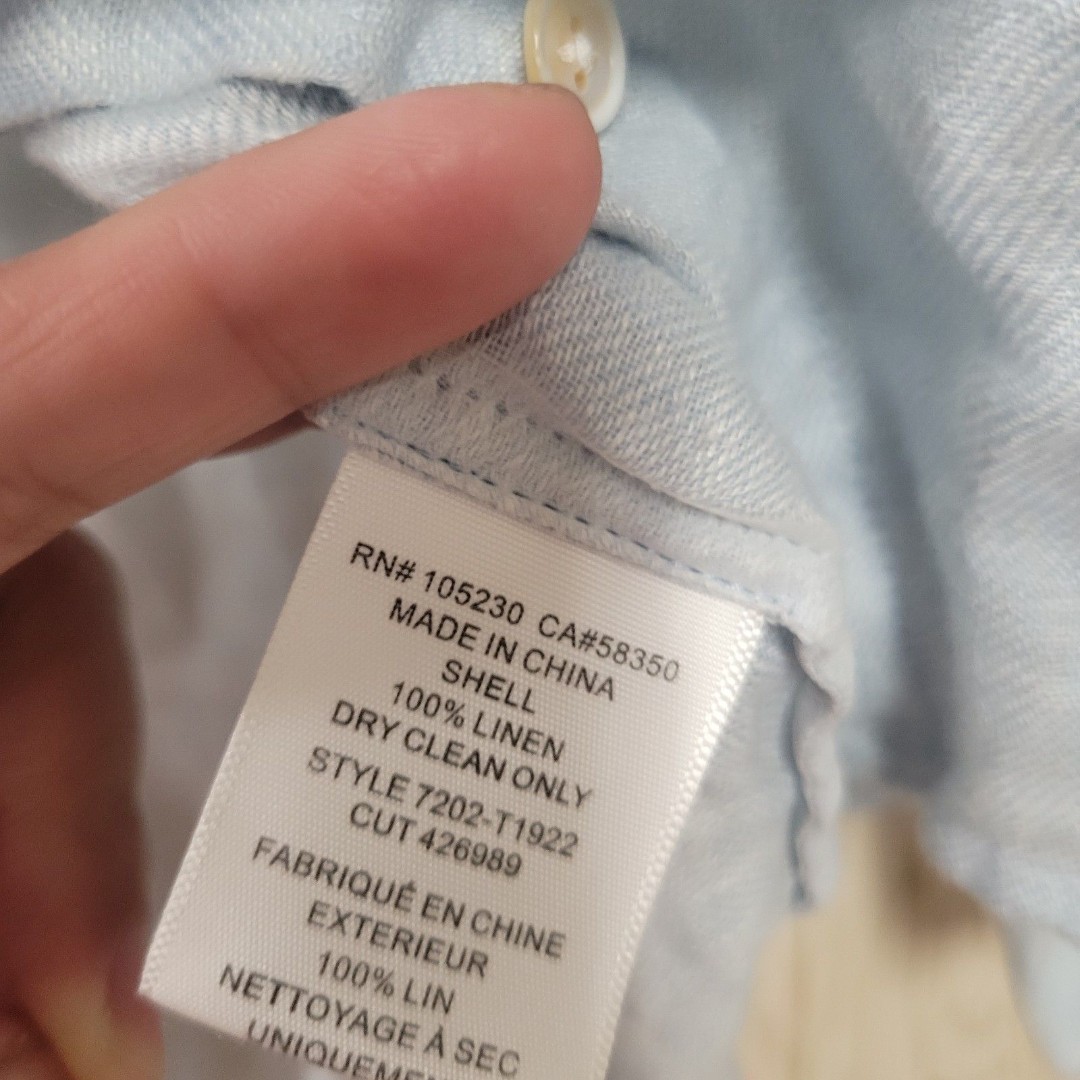 RN# 105230 CA#58350
MADE IN CHINA
SHELL
100% LINEN
DRY CLEAN ONLY
STYLE 7202-T1922
CUT 426989
FABRIQUÉ EN CHINE
EXTERIEUR
100% LIN
NETTOYAGE À SEC